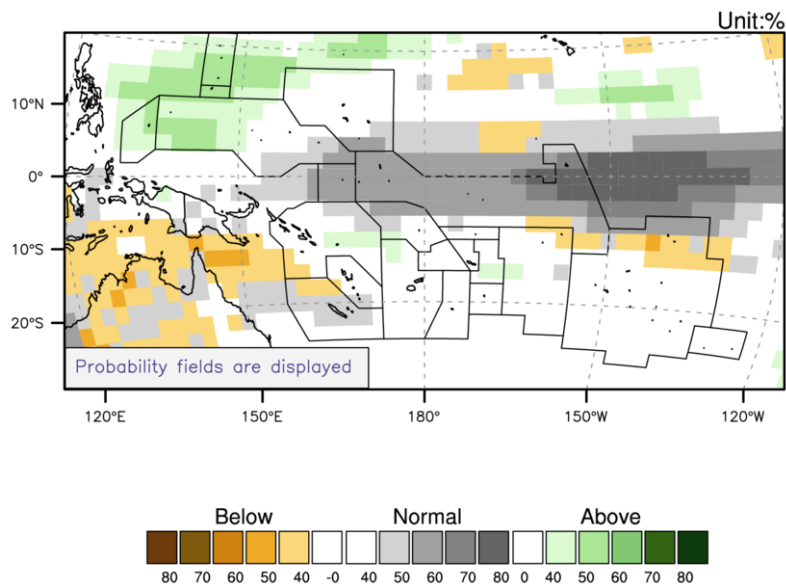 Unit:%
10°N
0°
10°S
20°S
Probability fields are displayed
120°E 150°E 180° 150°W 120°W
Below Normal Above
80 70 60 50 40 -0 40 50 60 70 80 0 40 50 60 70 80